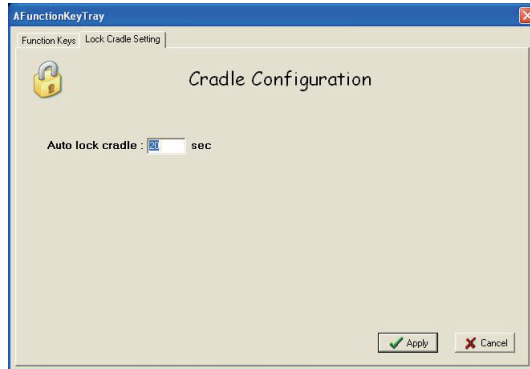 AFunctionKeyTray
Function Keys Lock Cradle Setting
Cradle Configuration
Auto lock cradle : 20 sec
Apply Cancel